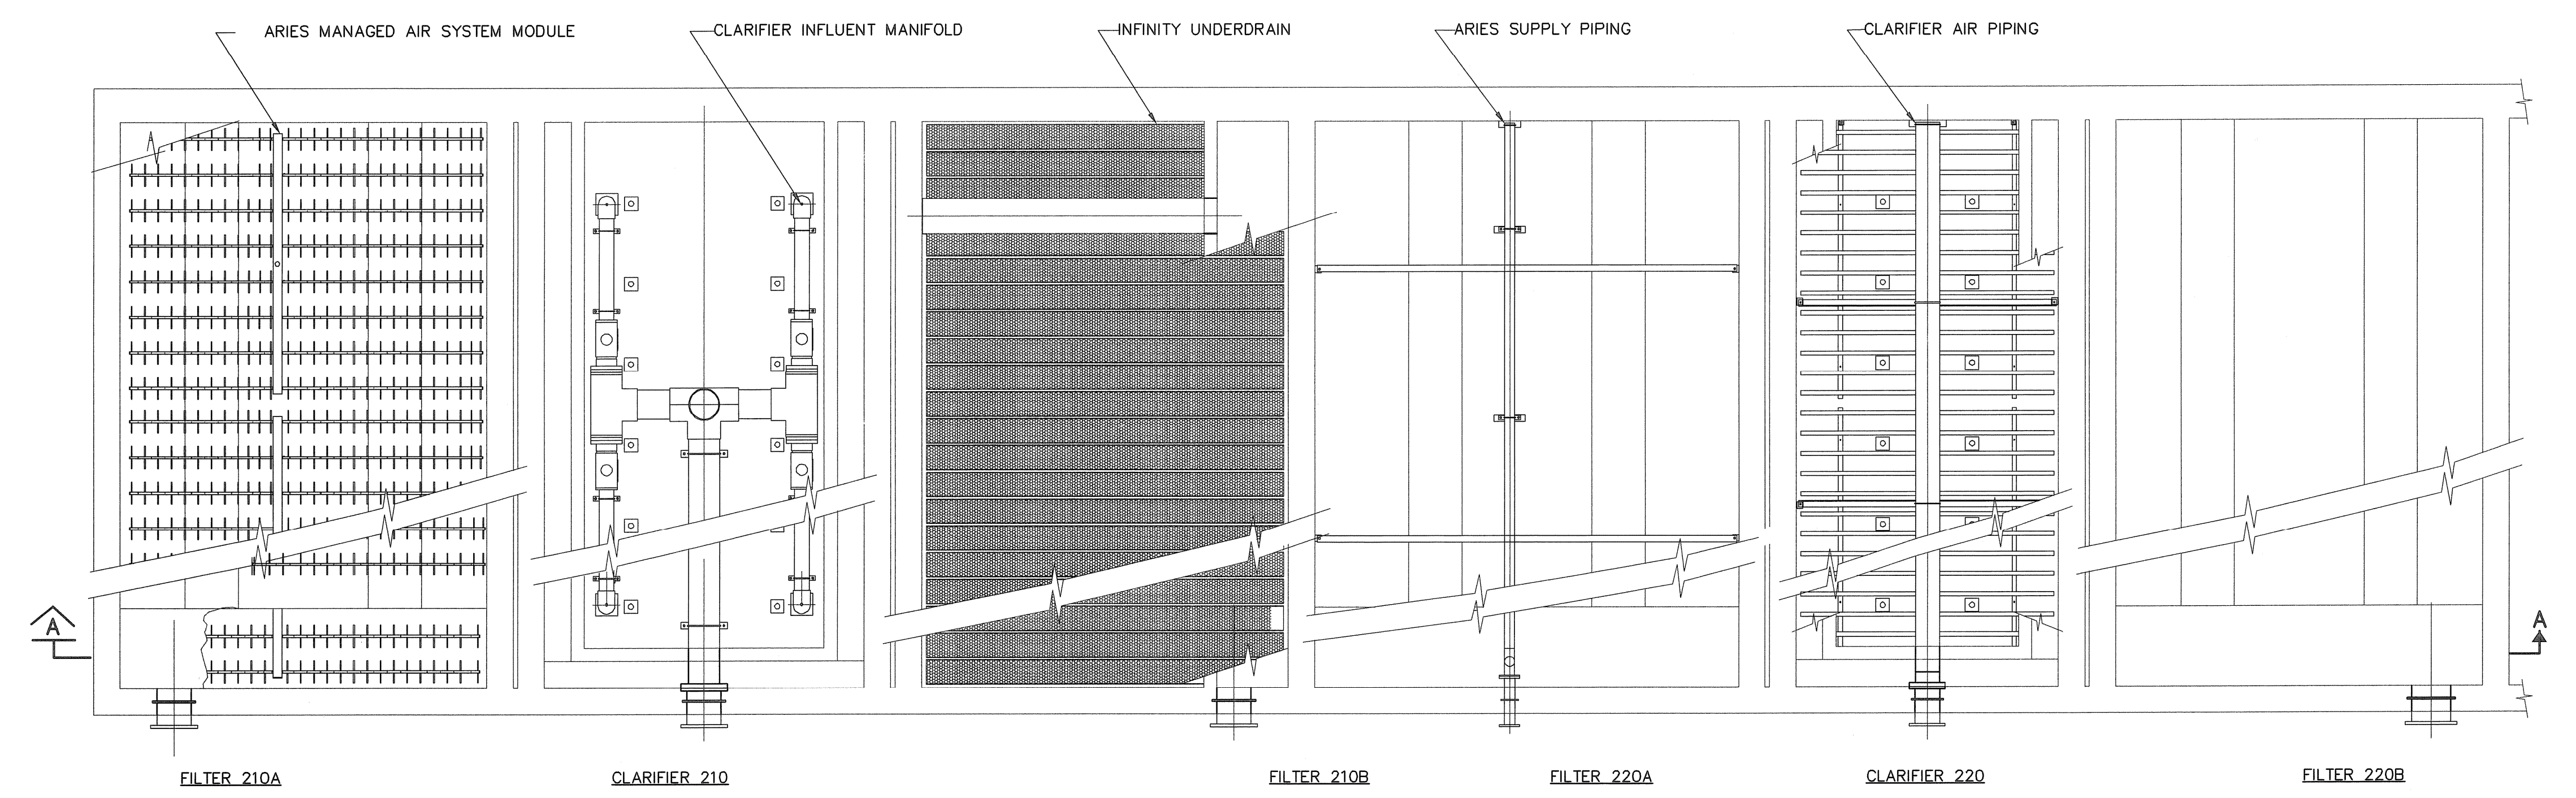 ARIES MANAGED AIR SYSTEM MODULE
CLARIFIER INFLUENT MANIFOLD
INFINITY UNDERDRAIN
ARIES SUPPLY PIPING
CLARIFIER AIR PIPING
A
A
FILTER 210A
CLARIFIER 210
FILTER 210B
FILTER 220A
CLARIFIER 220
FILTER 220B